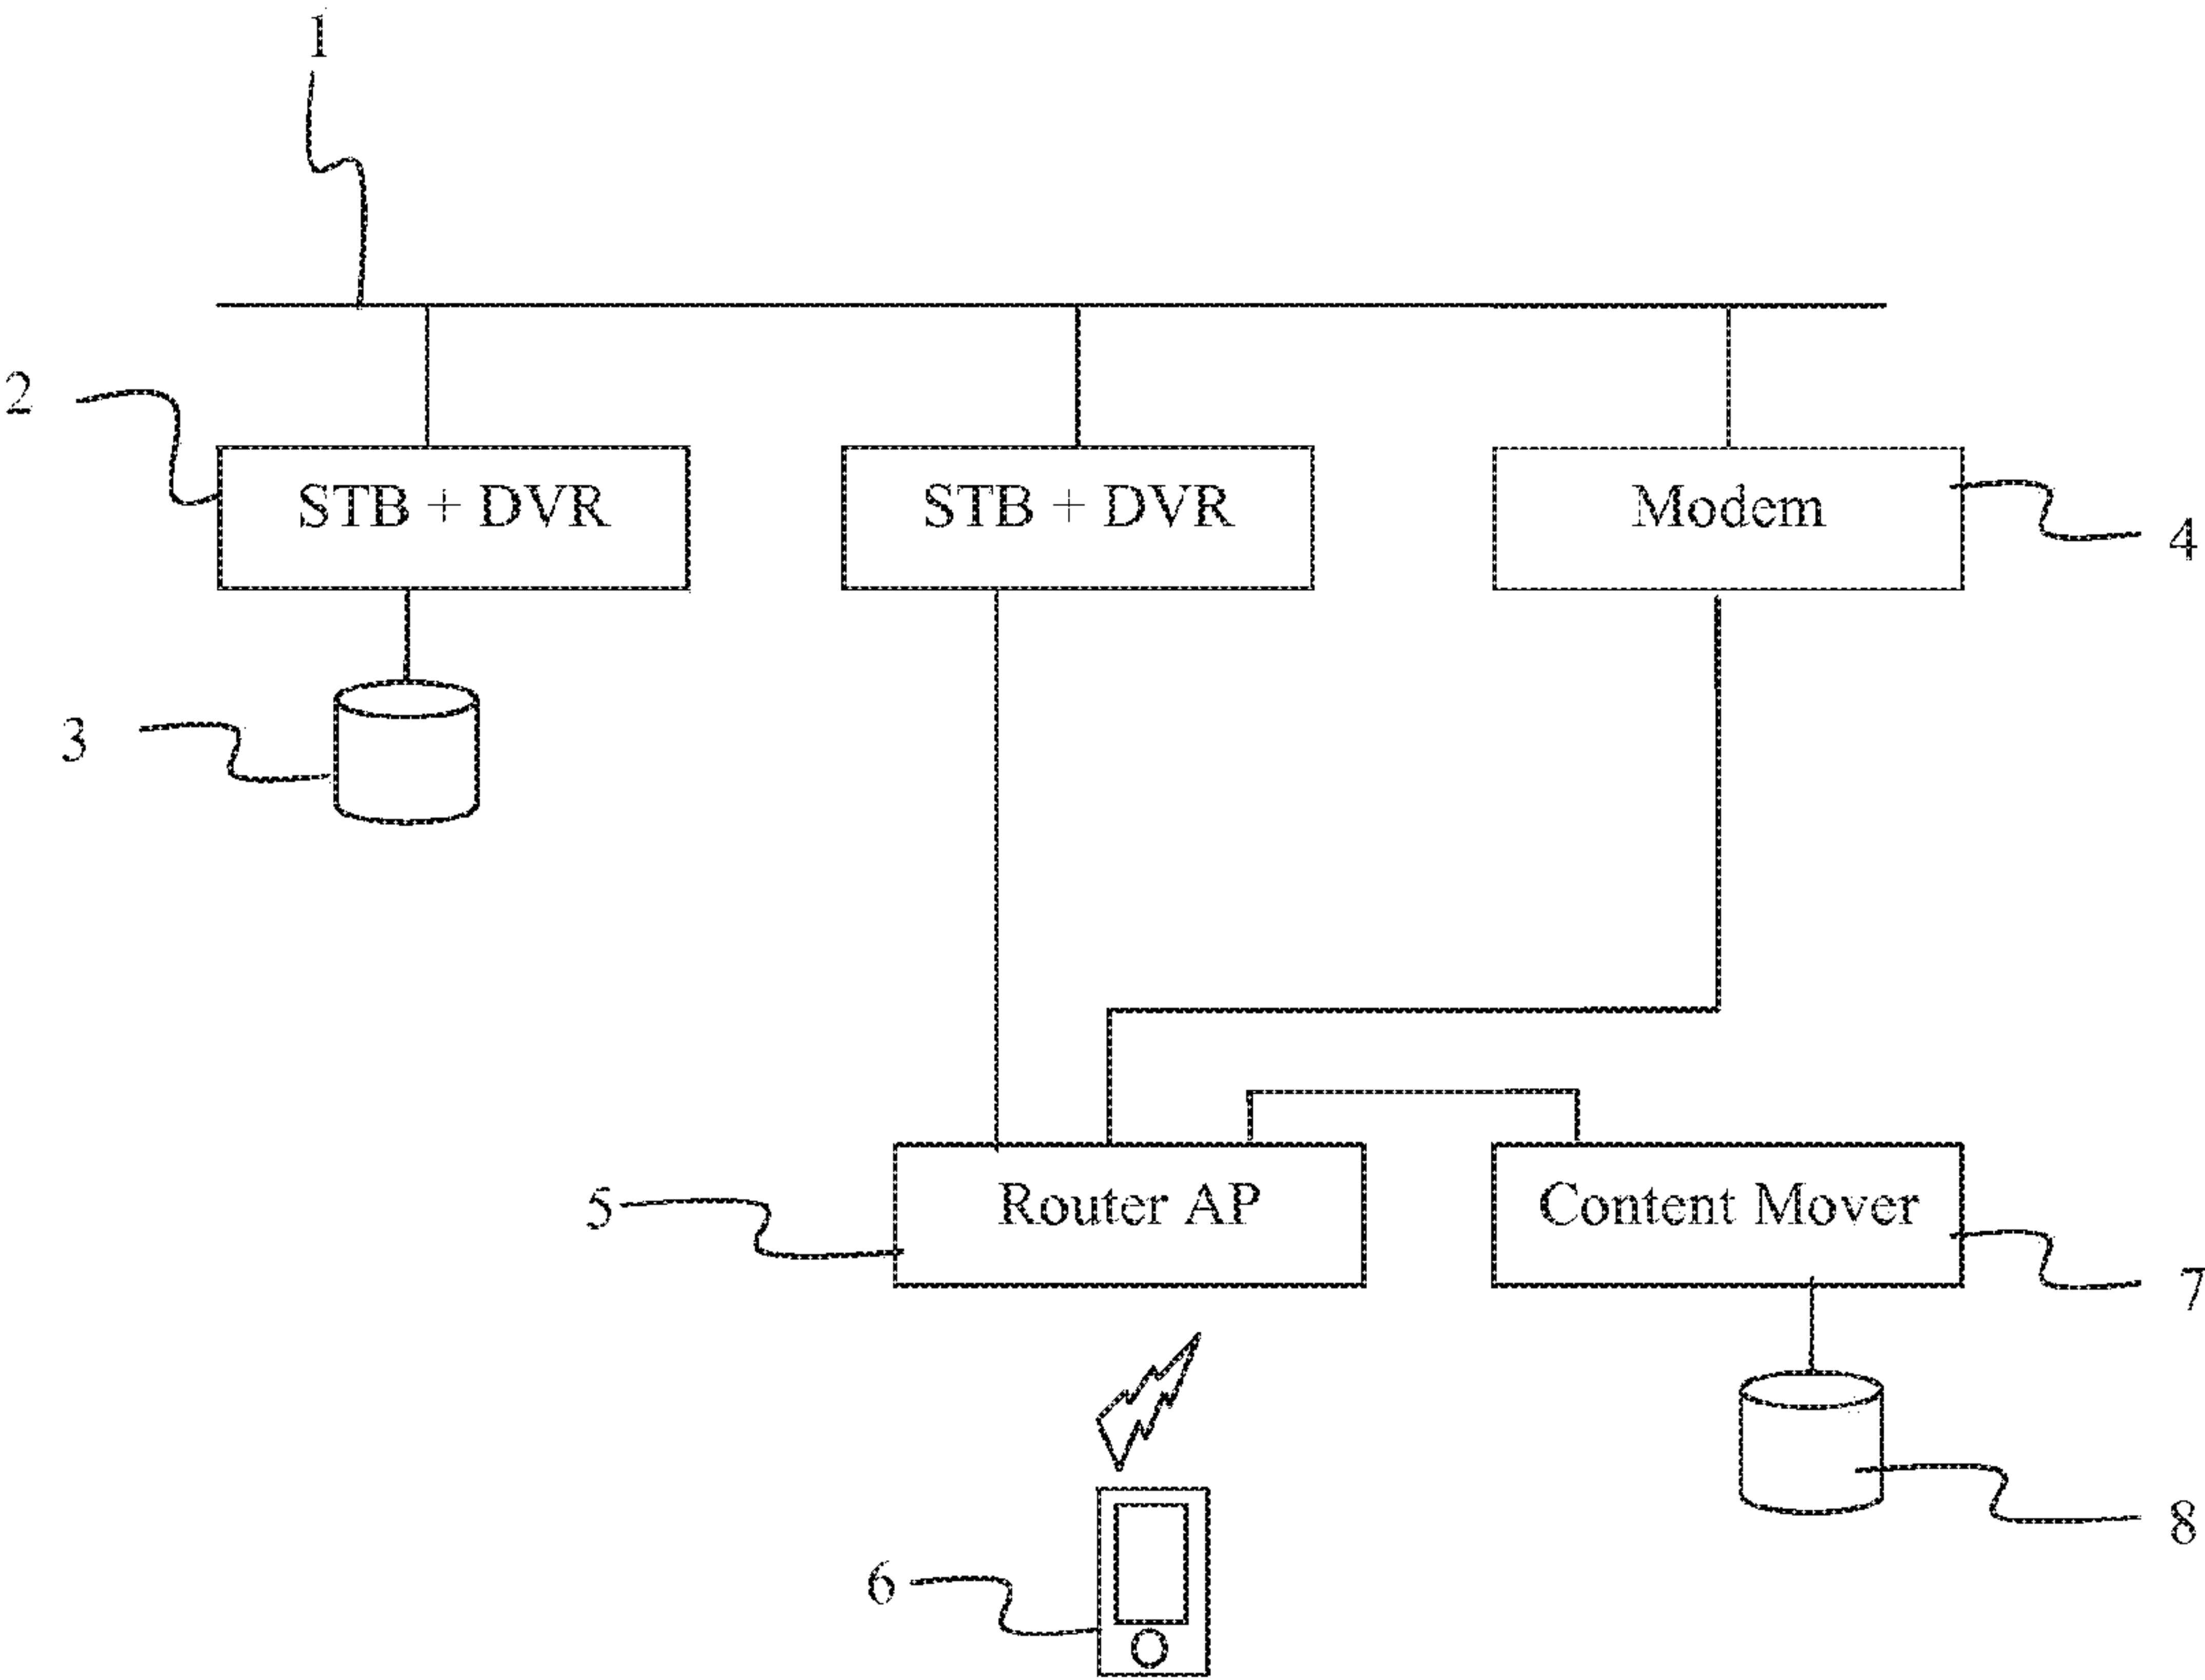 1
2
STB + DVR
STB + DVR
Modem
4
3
5
Router AP
Content Mover
7
8
6